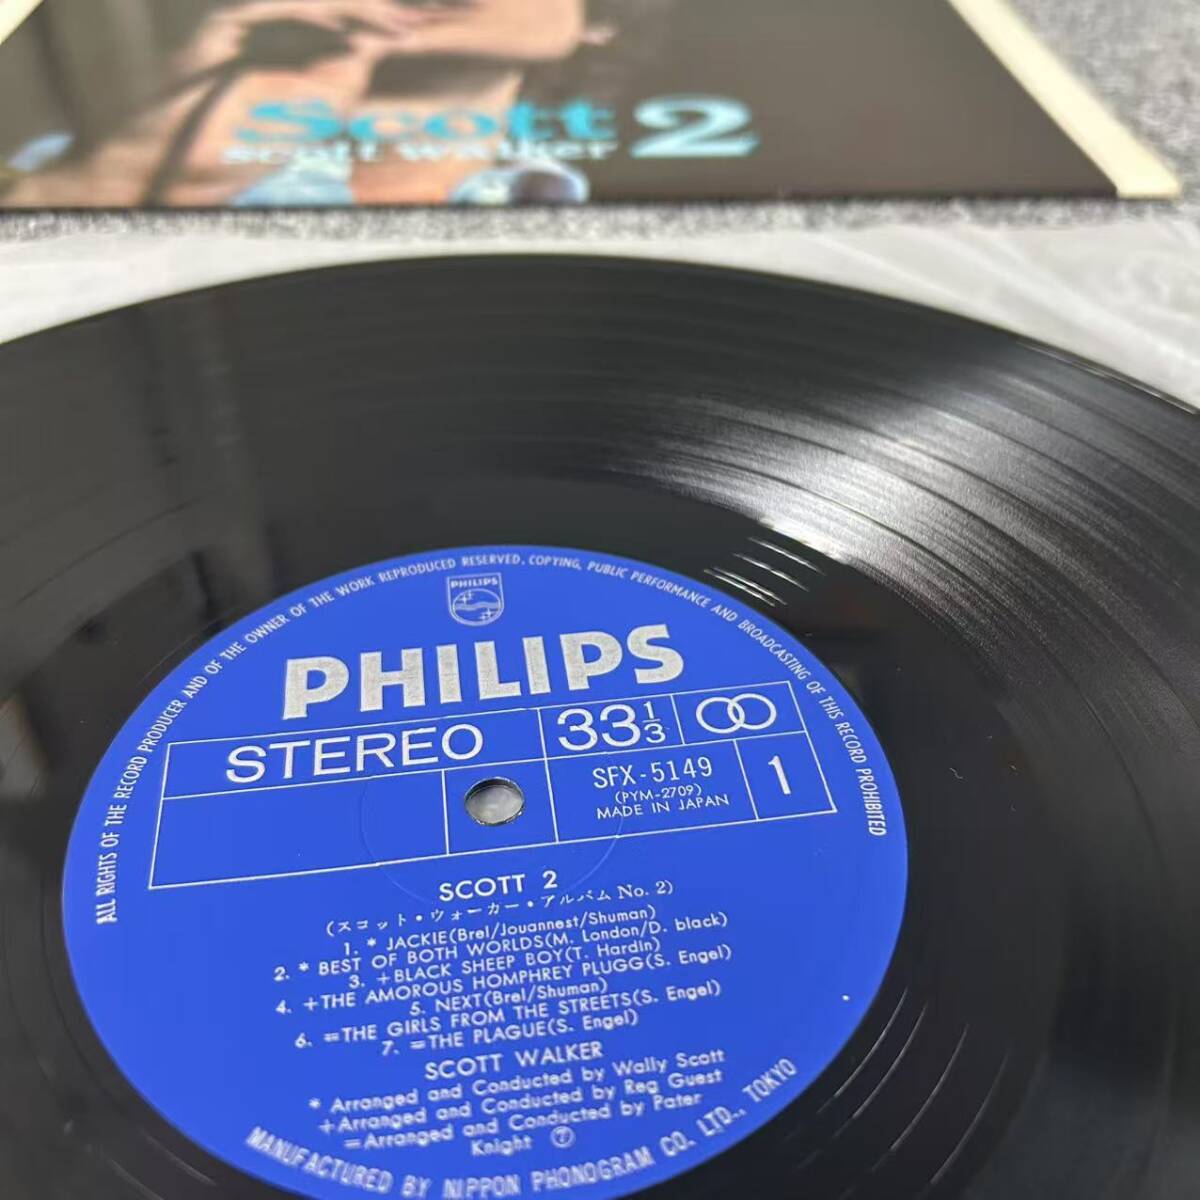 Scott 2
Scott Walker
ALL RIGHTS OF THE RECORD PRODUCER AND OF THE OWNER OF THE WORK REPRODUCED RESERVED. COPYING, PUBLIC PERFORMANCE AND BROADCASTING OF THIS RECORD PROHIBITED
PHILIPS
PHILIPS
STEREO
33 1/3
SFX-5149
(PYM-2709)
MADE IN JAPAN
1
SCOTT 2
(スコット・ウォーカー・アルバム No. 2)
1. * JACKIE(Brel/Jouannest/Shuman)
2. * BEST OF BOTH WORLDS(M. London/D. black)
3. +BLACK SHEEP BOY(T. Hardin)
4. +THE AMOROUS HOMPHREY PLUGG(S. Engel)
5. NEXT(Brel/Shuman)
6. =THE GIRLS FROM THE STREETS(S. Engel)
7. =THE PLAGUE(S. Engel)
SCOTT WALKER
* Arranged and Conducted by Wally Scott
+Arranged and Conducted by Reg Guest
=Arranged and Conducted by Pater
Knight ⑦
MANUFACTURED BY NIPPON PHONOGRAM CO. LTD., TOKYO